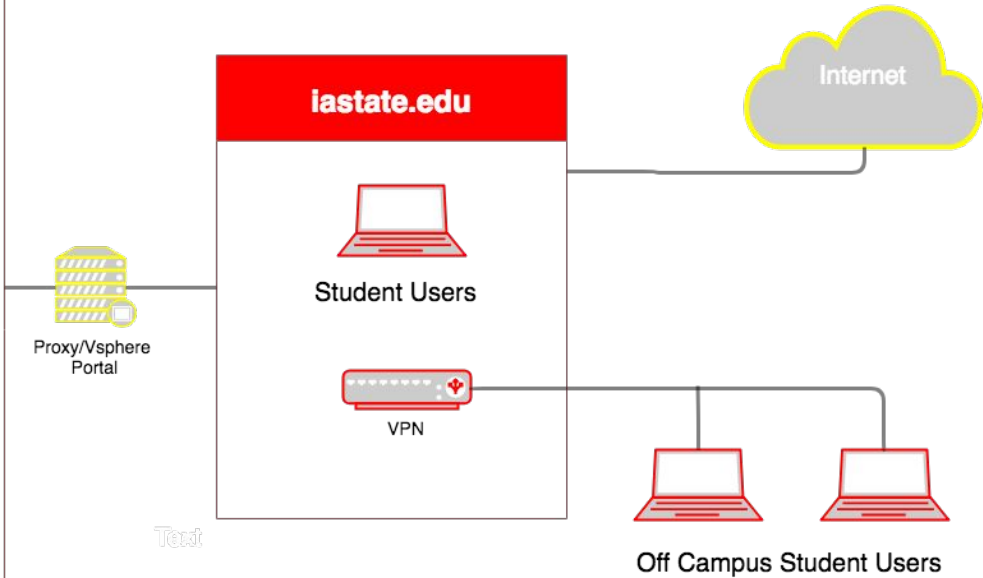 Internet
iastate.edu
Student Users
Proxy/Vsphere
Portal
VPN
Text
Off Campus Student Users